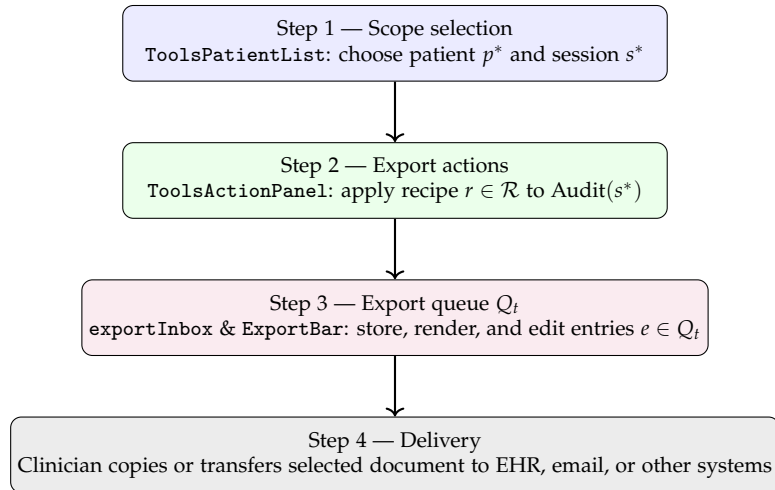 Step 1 — Scope selection
ToolsPatientList: choose patient p* and session s*
Step 2 — Export actions
ToolsActionPanel: apply recipe r ∈ ℛ to Audit(s*)
Step 3 — Export queue Qₜ
exportInbox & ExportBar: store, render, and edit entries e ∈ Qₜ
Step 4 — Delivery
Clinician copies or transfers selected document to EHR, email, or other systems